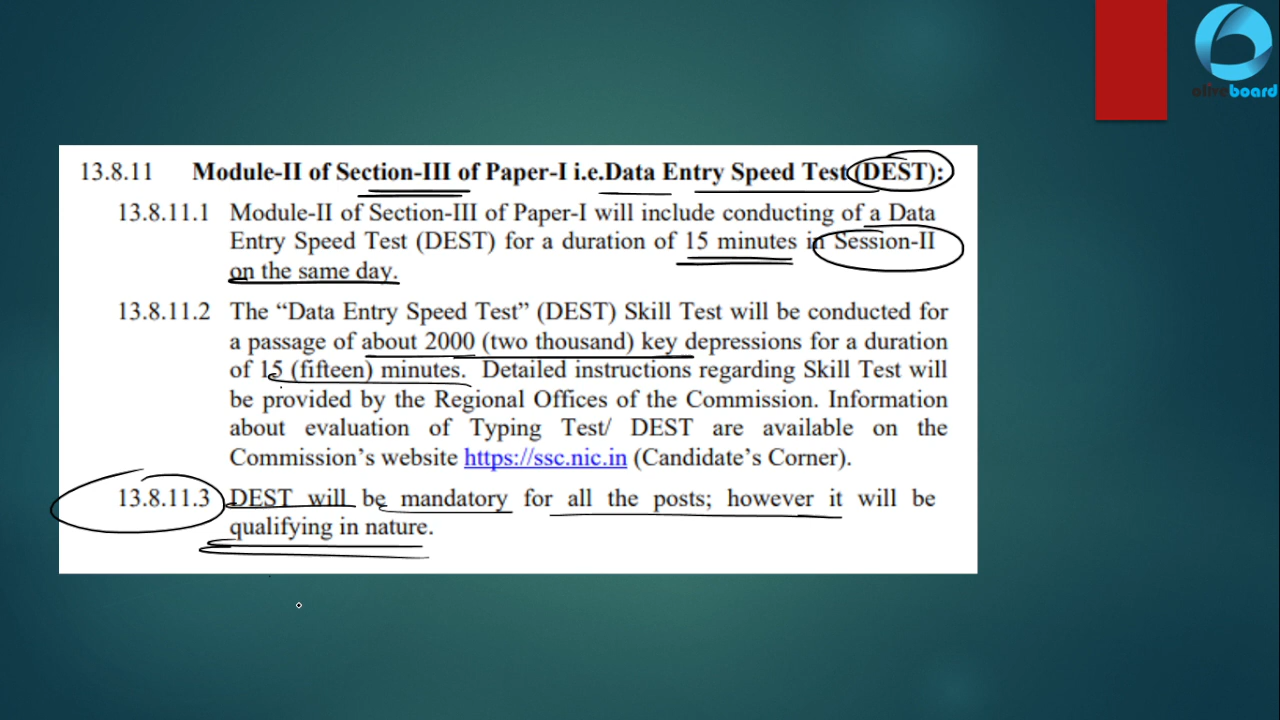 oliveboard
13.8.11 Module-II of Section-III of Paper-I i.e.Data Entry Speed Test (DEST):
13.8.11.1 Module-II of Section-III of Paper-I will include conducting of a Data
Entry Speed Test (DEST) for a duration of 15 minutes in Session-II
on the same day.
13.8.11.2 The “Data Entry Speed Test” (DEST) Skill Test will be conducted for
a passage of about 2000 (two thousand) key depressions for a duration
of 15 (fifteen) minutes. Detailed instructions regarding Skill Test will
be provided by the Regional Offices of the Commission. Information
about evaluation of Typing Test/ DEST are available on the
Commission’s website https://ssc.nic.in (Candidate’s Corner).
13.8.11.3 DEST will be mandatory for all the posts; however it will be
qualifying in nature.